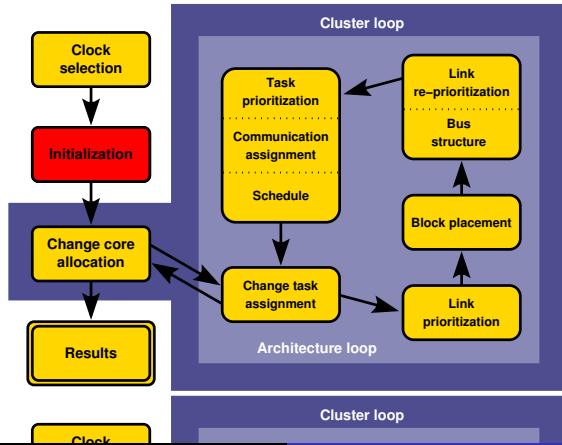 Cluster loop
Clock
selection
Initialization
Change core
allocation
Results
Task
prioritization
Communication
assignment
Schedule
Change task
assignment
Link
re−prioritization
Bus
structure
Block placement
Link
prioritization
Architecture loop
Cluster loop
Clock